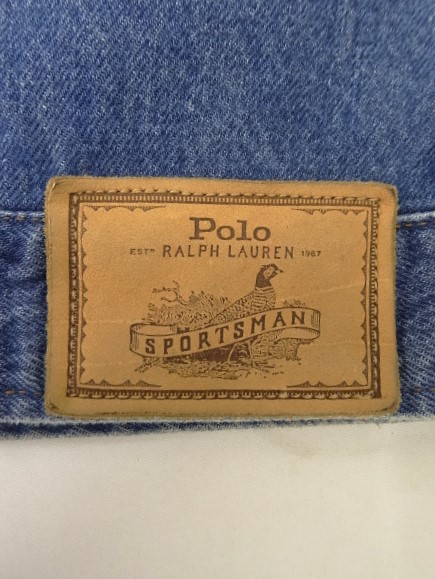 Polo
ESTD RALPH LAUREN 1967
SPORTSMAN